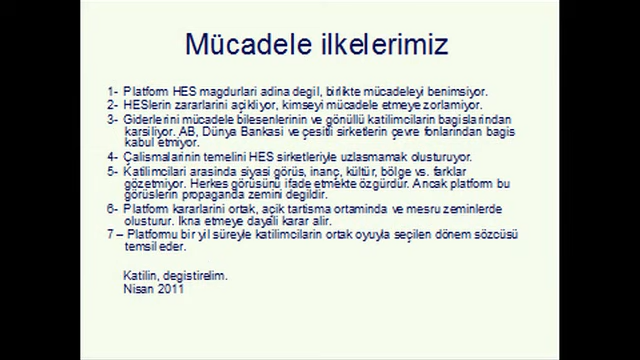 Mücadele ilkelerimiz
1- Platform HES magdurlari adina degil, birlikte mücadeleyi benimsiyor.
2- HESlerin zararlarini açikliyor, kimseyi mücadele etmeye zorlamiyor.
3- Giderlerini mücadele bilesenlerinin ve gönüllü katilimcilarin bagislarindan
karsiliyor. AB, Dünya Bankasi ve çesitli sirketlerin çevre fonlarindan bagis
kabul etmiyor.
4- Çalismalarinin temelini HES sirketleriyle uzlasmamak olusturuyor.
5- Katilimcilari arasinda siyasi görüs, inanç, kültür, bölge vs. farklar
gözetmiyor. Herkes görüsünü ifade etmekte özgürdür. Ancak platform bu
görüslerin propaganda zemini degildir.
6- Platform kararlarini ortak, açik tartisma ortaminda ve mesru zeminlerde
olusturur. Ikna etmeye dayali karar alir.
7 – Platformu bir yil süreyle katilimcilarin ortak oyuyla seçilen dönem sözcüsü
temsil eder.
Katilin, degistirelim.
Nisan 2011